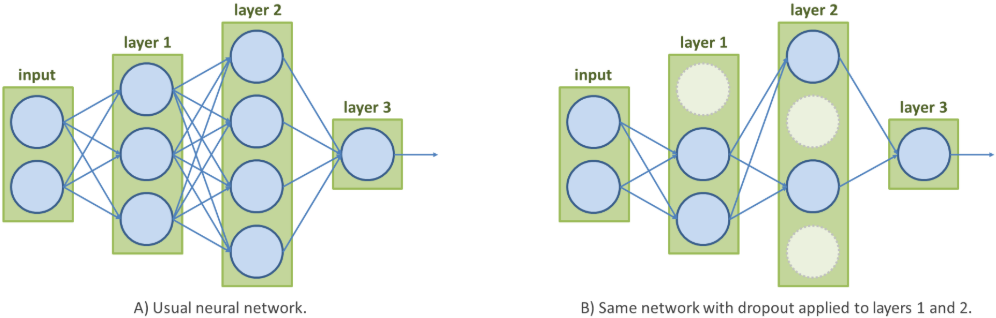 input
layer 1
layer 2
layer 3
A) Usual neural network.
input
layer 1
layer 2
layer 3
B) Same network with dropout applied to layers 1 and 2.